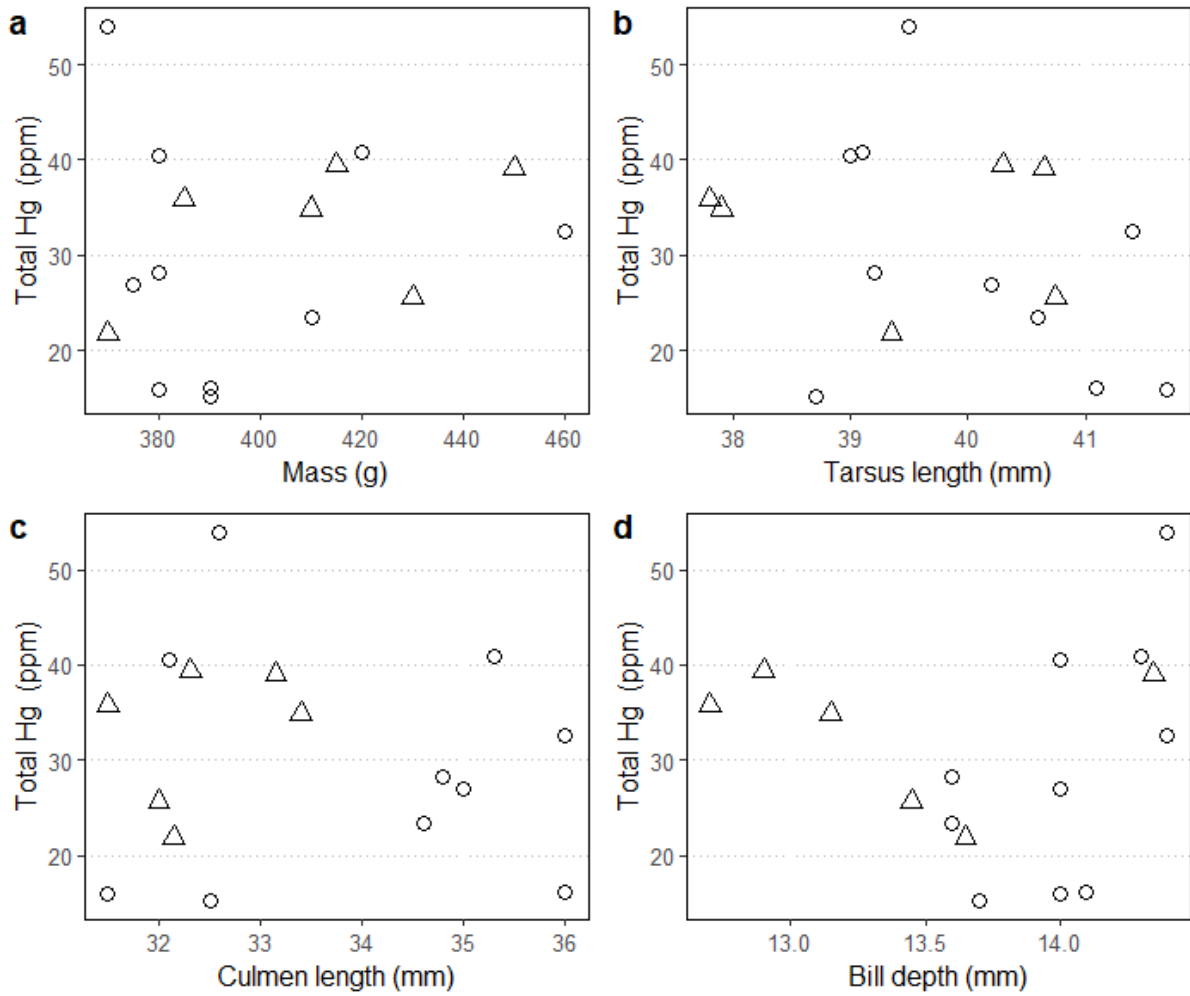 a
Total Hg (ppm)
50
40
30
20
380 400 420 440 460
Mass (g)
b
Total Hg (ppm)
50
40
30
20
38 39 40 41
Tarsus length (mm)
c
Total Hg (ppm)
50
40
30
20
32 33 34 35 36
Culmen length (mm)
d
Total Hg (ppm)
50
40
30
20
13.0 13.5 14.0
Bill depth (mm)